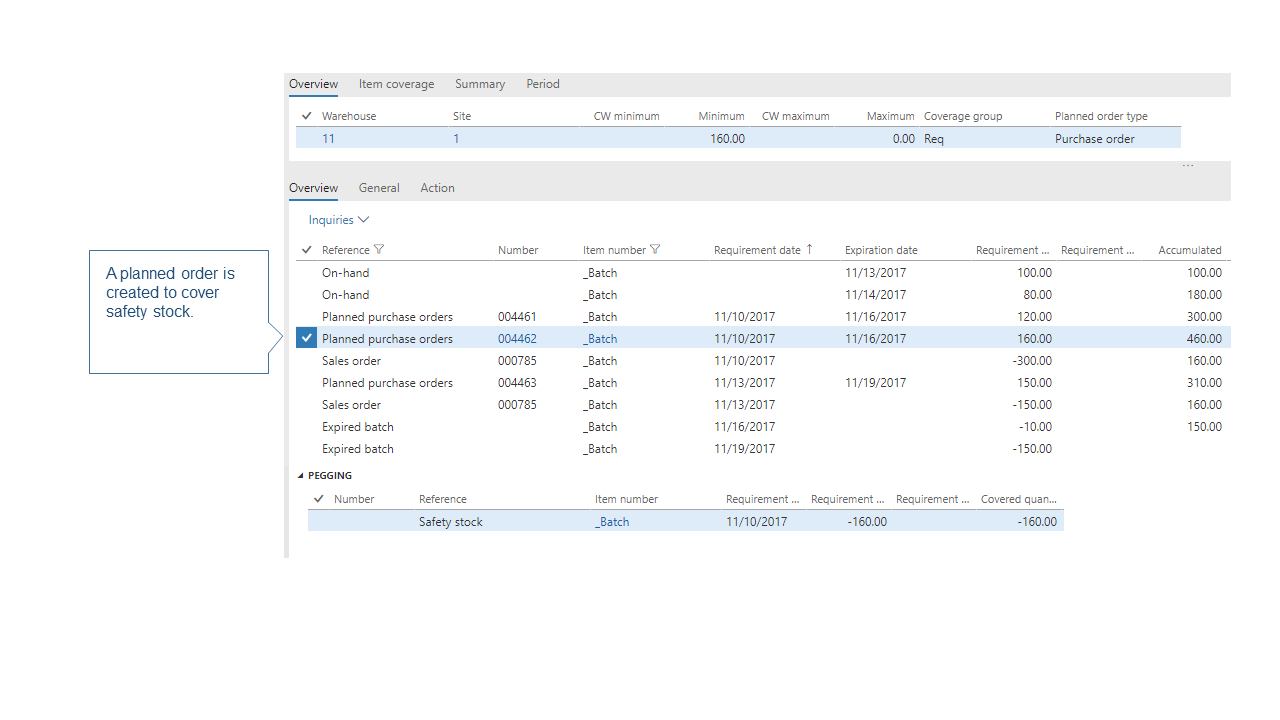 Overview Item coverage Summary Period
Warehouse Site CW minimum Minimum CW maximum Maximum Coverage group Planned order type
11 1 160.00 0.00 Req Purchase order
...
Overview General Action
Inquiries
Reference Number Item number Requirement date ↑ Expiration date Requirement ... Requirement ... Accumulated
On-hand _Batch 11/13/2017 100.00 100.00
On-hand _Batch 11/14/2017 80.00 180.00
A planned order is
created to cover
safety stock.
Planned purchase orders 004461 _Batch 11/10/2017 11/16/2017 120.00 300.00
Planned purchase orders 004462 _Batch 11/10/2017 11/16/2017 160.00 460.00
Sales order 000785 _Batch 11/10/2017 -300.00 160.00
Planned purchase orders 004463 _Batch 11/13/2017 11/19/2017 150.00 310.00
Sales order 000785 _Batch 11/13/2017 -150.00 160.00
Expired batch _Batch 11/16/2017 -10.00 150.00
Expired batch _Batch 11/19/2017 -150.00
PEGGING
Number Reference Item number Requirement ... Requirement ... Requirement ... Covered quan...
Safety stock _Batch 11/10/2017 -160.00 -160.00